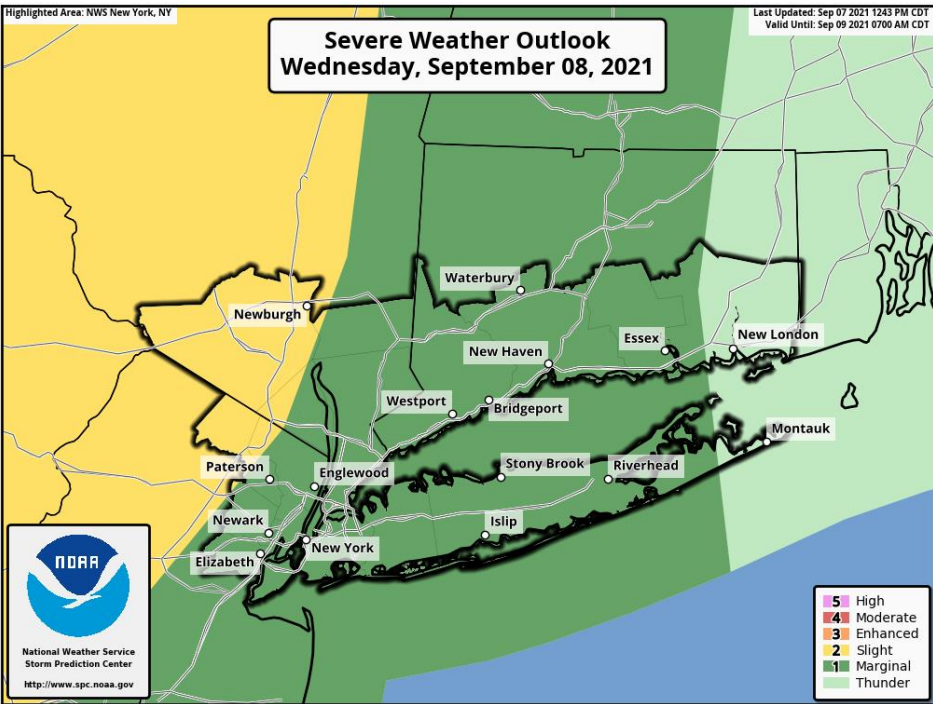 Highlighted Area: NWS New York, NY
Last Updated: Sep 07 2021 1243 PM CDT
Valid Until: Sep 09 2021 0700 AM CDT
Severe Weather Outlook
Wednesday, September 08, 2021
Waterbury
Newburgh
Essex
New London
New Haven
Westport
Bridgeport
Montauk
Paterson
Englewood
Stony Brook
Riverhead
Newark
Islip
New York
Elizabeth
NOAA
National Weather Service
Storm Prediction Center
http://www.spc.noaa.gov
5 High
4 Moderate
3 Enhanced
2 Slight
1 Marginal
Thunder